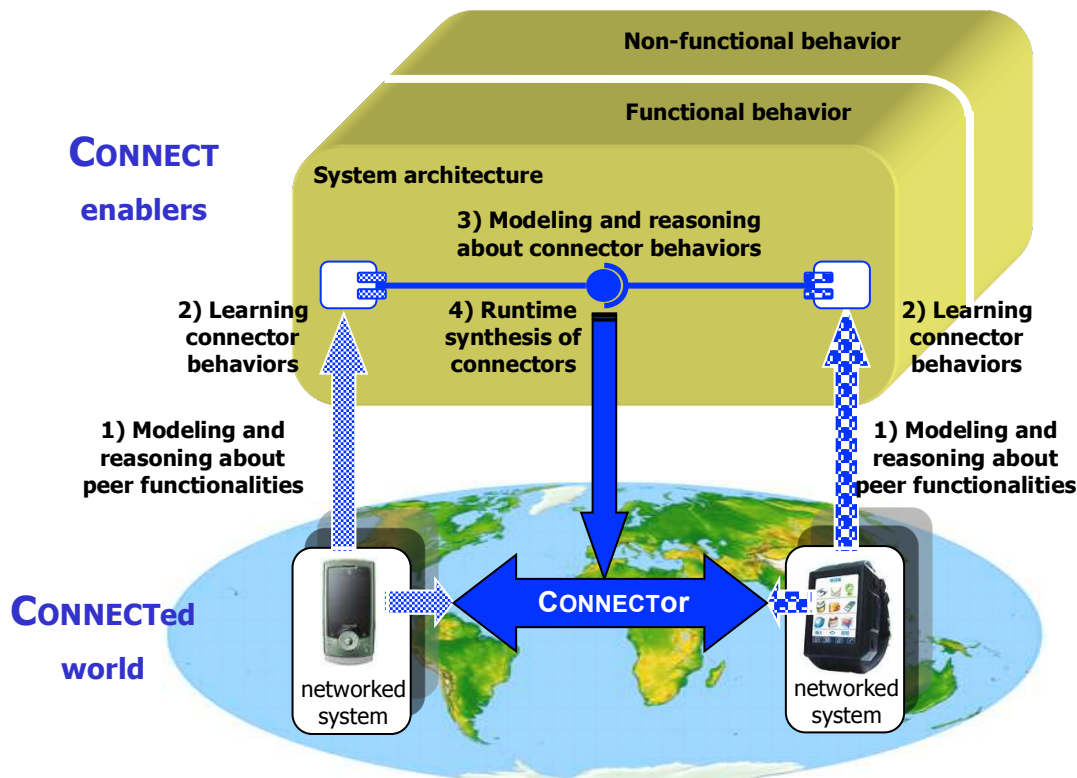 Non-functional behavior
Functional behavior
CONNECT
enablers
System architecture
3) Modeling and reasoning
about connector behaviors
2) Learning
connector
behaviors
4) Runtime
synthesis of
connectors
2) Learning
connector
behaviors
1) Modeling and
reasoning about
peer functionalities
1) Modeling and
reasoning about
peer functionalities
CONNECTed
world
CONNECTor
networked
system
networked
system